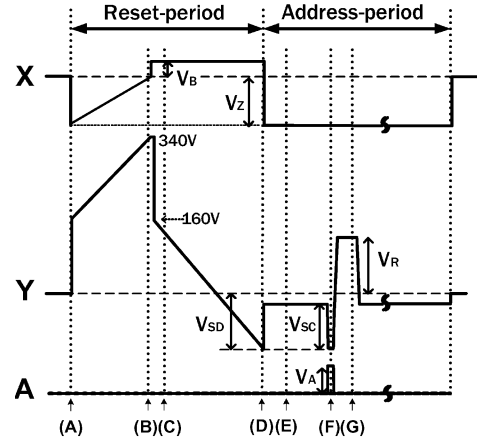 Reset-period Address-period
X
VB
VZ
340V
160V
Y
VSD
VSC
VR
VA
A
(A) (B)(C) (D)(E) (F)(G)